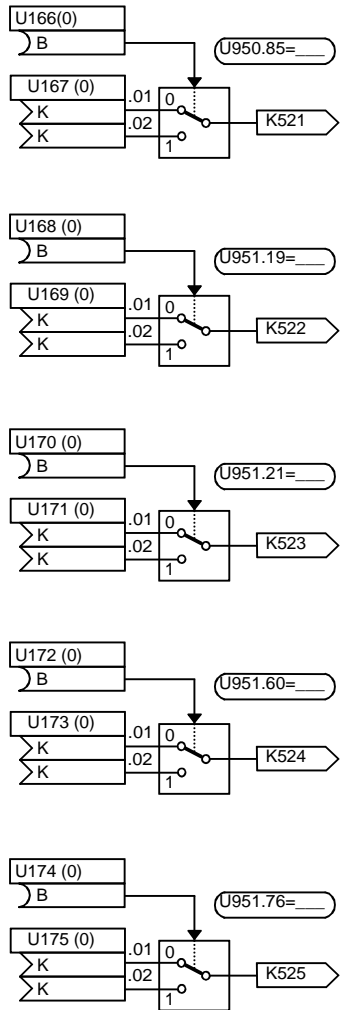 U166(0)
B
U950.85=___
U167 (0)
.01
0
K
K521
.02
K
1
U168 (0)
B
U951.19=___
U169 (0)
.01
0
K
K522
.02
K
1
U170 (0)
B
U951.21=___
U171 (0)
.01
0
K
K523
.02
K
1
U172 (0)
B
U951.60=___
U173 (0)
.01
0
K
K524
.02
K
1
U174 (0)
B
U951.76=___
U175 (0)
.01
0
K
K525
.02
K
1